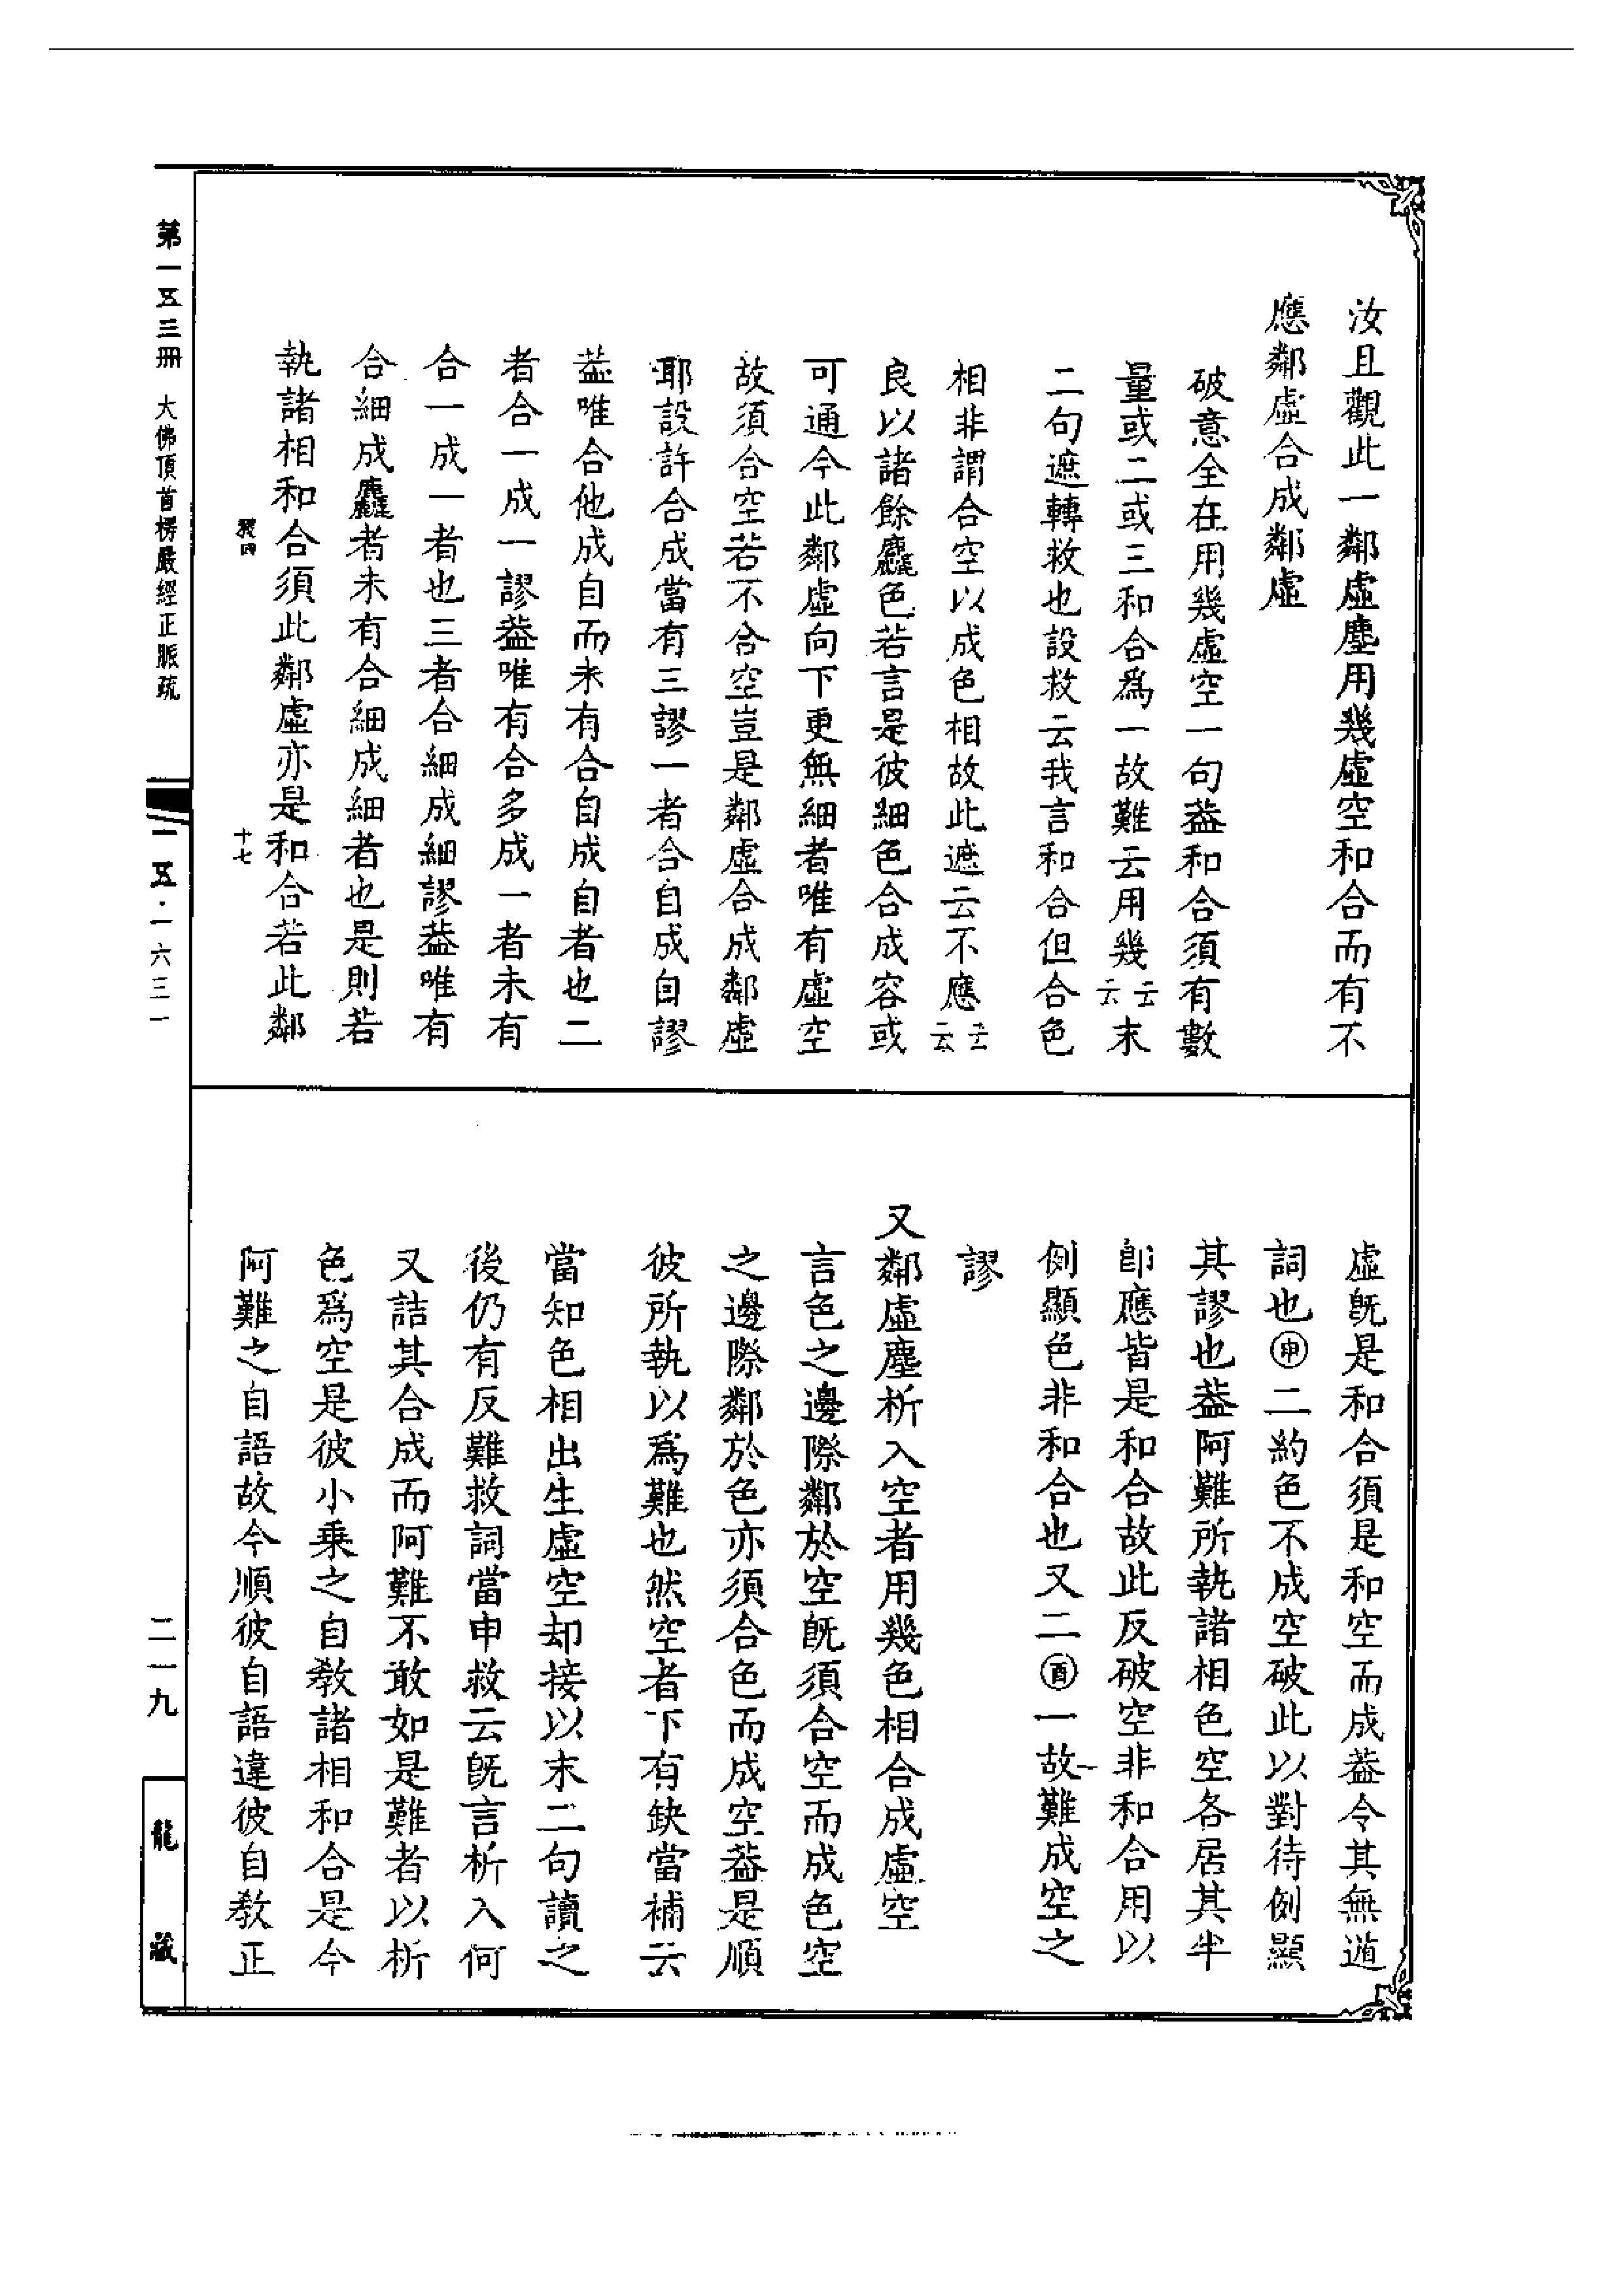 汝且觀此一鄰虛塵用幾虛空和合而有不
應鄰虛合成鄰虛
破意全在用幾虛空一句葢和合須有數
量或二或三和合爲一故難云用幾云云末
二句遮轉救也設救云我言和合但合色
相非謂合空以成色相故此遮云不應云云
良以諸餘麤色若言是彼細色合成容或
可通今此鄰虛向下更無細者唯有虛空
故須合空若不合空豈是鄰虛合成鄰虛
耶設許合成當有三謬一者合自成自謬
葢唯合他成自而未有合自成自者也二
者合一成一謬葢唯有合多成一者未有
合一成一者也三者合細成細謬葢唯有
合細成麤者未有合細成細者也是則若
執諸相和合須此鄰虛亦是和合若此鄰
十七
虛旣是和合須是和空而成葢令其無遁
詞也㊥二約色不成空破此以對待例顯
其謬也葢阿難所執諸相色空各居其半
卽應皆是和合故此反破空非和合用以
例顯色非和合也又二酉一故難成空之
謬
又鄰虛塵析入空者用幾色相合成虛空
言色之邊際鄰於空旣須合空而成色空
之邊際鄰於色亦須合色而成空葢是順
彼所執以爲難也然空者下有缺當補云
當知色相出生虛空却接以末二句讀之
後仍有反難救詞當申救云旣言析入何
又詰其合成而阿難不敢如是難者以析
色爲空是彼小乘之自敎諸相和合是今
阿難之自語故今順彼自語違彼自敎正
第一五三冊 大佛頂首楞嚴經正脈疏
一五·一六三一
二一九
龍藏